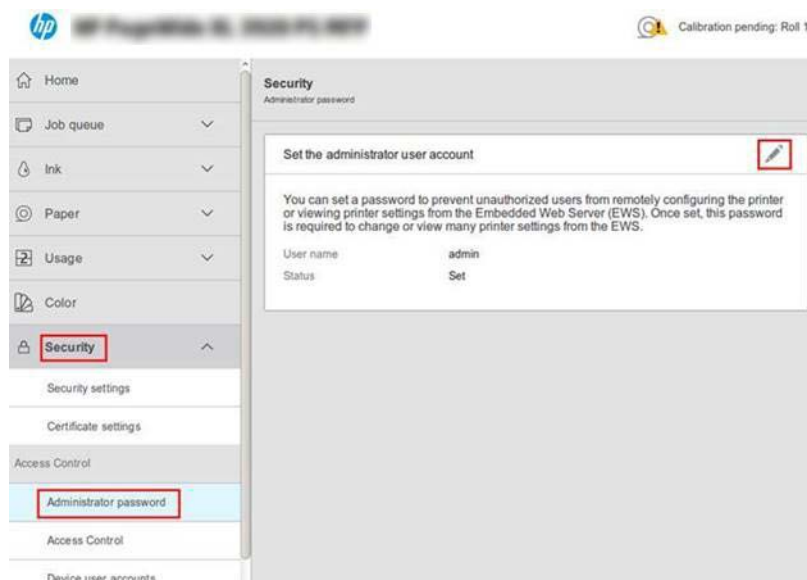 hp
Calibration pending: Roll 1
Home
Job queue
Ink
Paper
Usage
Color
Security
Security settings
Certificate settings
Access Control
Administrator password
Access Control
Device user accounts
Security
Administrator password
Set the administrator user account
You can set a password to prevent unauthorized users from remotely configuring the printer
or viewing printer settings from the Embedded Web Server (EWS). Once set, this password
is required to change or view many printer settings from the EWS.
User name admin
Status Set